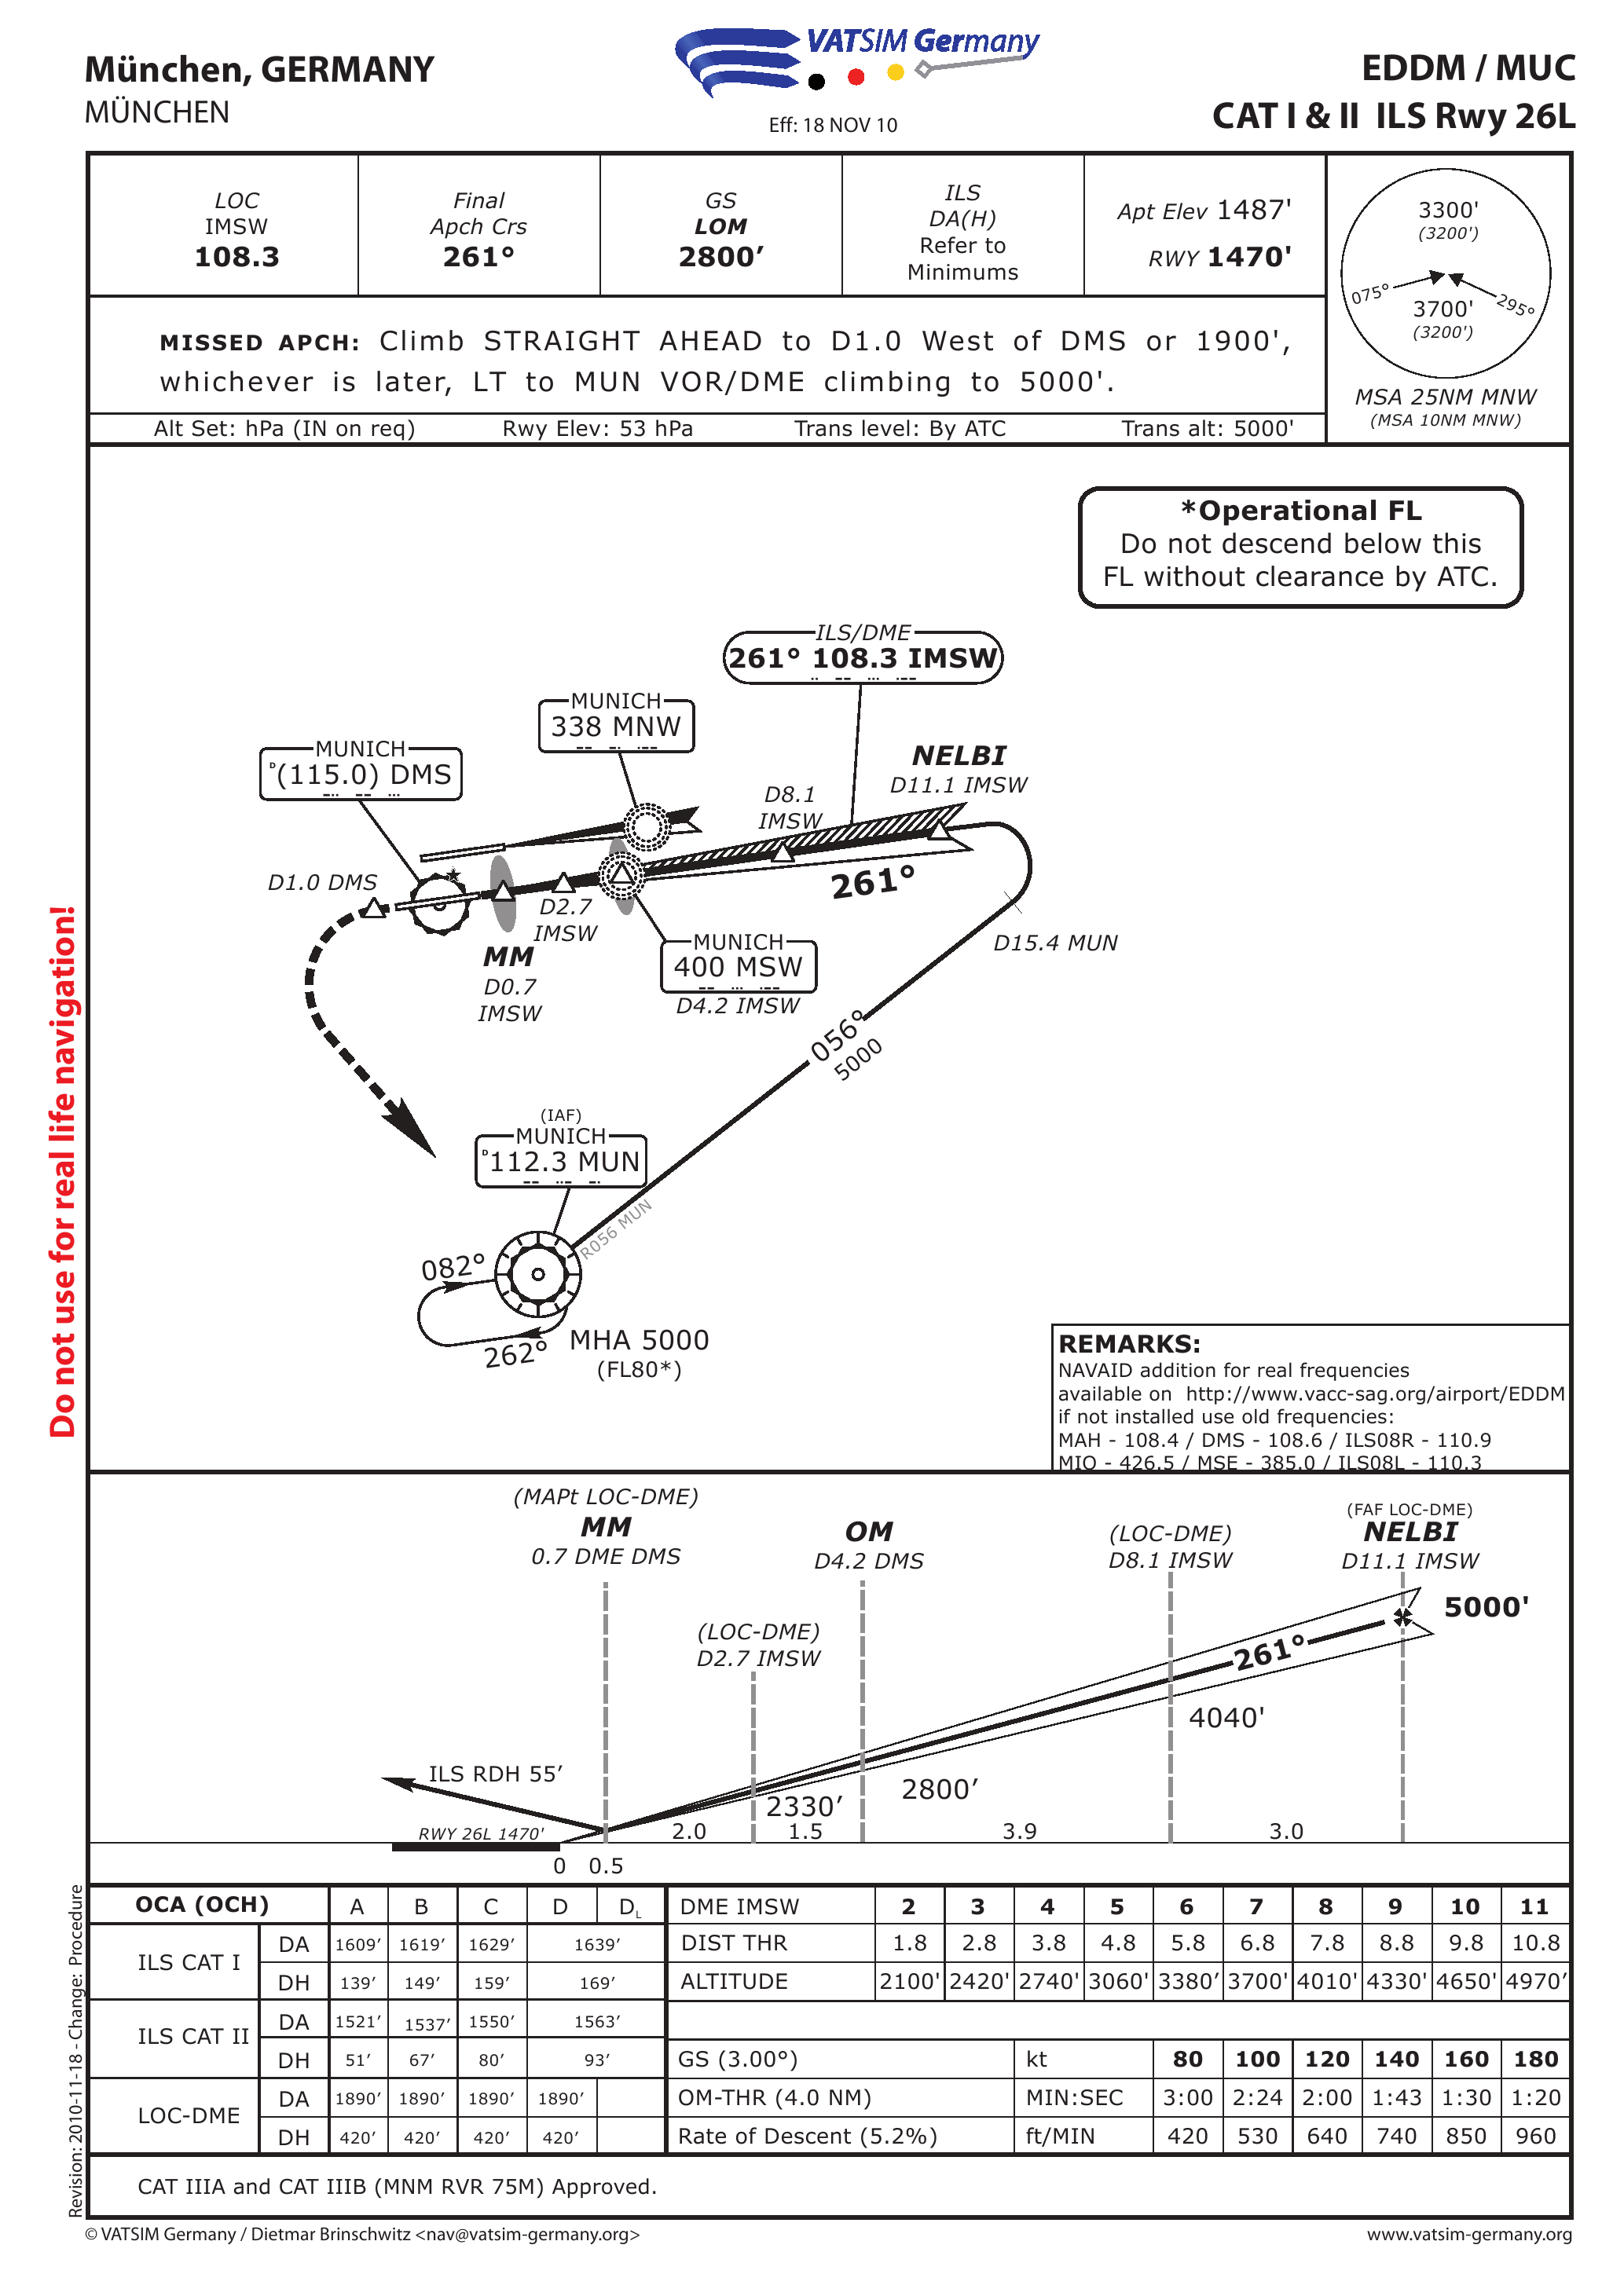 München, GERMANY
MÜNCHEN
VATSIM Germany
Eff: 18 NOV 10
EDDM / MUC
CAT I & II ILS Rwy 26L
LOC
IMSW
108.3
Final
Apch Crs
261°
GS
LOM
2800’
ILS
DA(H)
Refer to
Minimums
Apt Elev 1487'
RWY 1470'
3300'
(3200')
075°
295°
3700'
(3200')
MSA 25NM MNW
(MSA 10NM MNW)
MISSED APCH: Climb STRAIGHT AHEAD to D1.0 West of DMS or 1900',
whichever is later, LT to MUN VOR/DME climbing to 5000'.
Alt Set: hPa (IN on req) Rwy Elev: 53 hPa Trans level: By ATC Trans alt: 5000'
*Operational FL
Do not descend below this
FL without clearance by ATC.
ILS/DME
261° 108.3 IMSW
MUNICH
338 MNW
MUNICH
D(115.0) DMS
NELBI
D11.1 IMSW
D8.1
IMSW
D1.0 DMS
261°
D2.7
IMSW
MM
D0.7
IMSW
MUNICH
400 MSW
D4.2 IMSW
D15.4 MUN
056°
5000
(IAF)
MUNICH
D112.3 MUN
R056 MUN
082°
262°
MHA 5000
(FL80*)
REMARKS:
NAVAID addition for real frequencies
available on http://www.vacc-sag.org/airport/EDDM
if not installed use old frequencies:
MAH - 108.4 / DMS - 108.6 / ILS08R - 110.9
MIO - 426.5 / MSE - 385.0 / ILS08L - 110.3
Do not use for real life navigation!
(MAPt LOC-DME)
MM
0.7 DME DMS
OM
D4.2 DMS
(LOC-DME)
D8.1 IMSW
(FAF LOC-DME)
NELBI
D11.1 IMSW
(LOC-DME)
D2.7 IMSW
5000'
261°
4040'
2800’
2330’
ILS RDH 55’
RWY 26L 1470'
2.0 1.5 3.9 3.0
0 0.5
OCA (OCH) A B C D DL
ILS CAT I
DA 1609’ 1619’ 1629’ 1639’
DH 139’ 149’ 159’ 169’
ILS CAT II
DA 1521’ 1537’ 1550’ 1563’
DH 51’ 67’ 80’ 93’
LOC-DME
DA 1890’ 1890’ 1890’ 1890’
DH 420’ 420’ 420’ 420’
DME IMSW 2 3 4 5 6 7 8 9 10 11
DIST THR 1.8 2.8 3.8 4.8 5.8 6.8 7.8 8.8 9.8 10.8
ALTITUDE 2100' 2420' 2740' 3060' 3380’ 3700' 4010' 4330' 4650' 4970’
GS (3.00°) kt 80 100 120 140 160 180
OM-THR (4.0 NM) MIN:SEC 3:00 2:24 2:00 1:43 1:30 1:20
Rate of Descent (5.2%) ft/MIN 420 530 640 740 850 960
CAT IIIA and CAT IIIB (MNM RVR 75M) Approved.
Revision: 2010-11-18 - Change: Procedure
© VATSIM Germany / Dietmar Brinschwitz <nav@vatsim-germany.org>
www.vatsim-germany.org